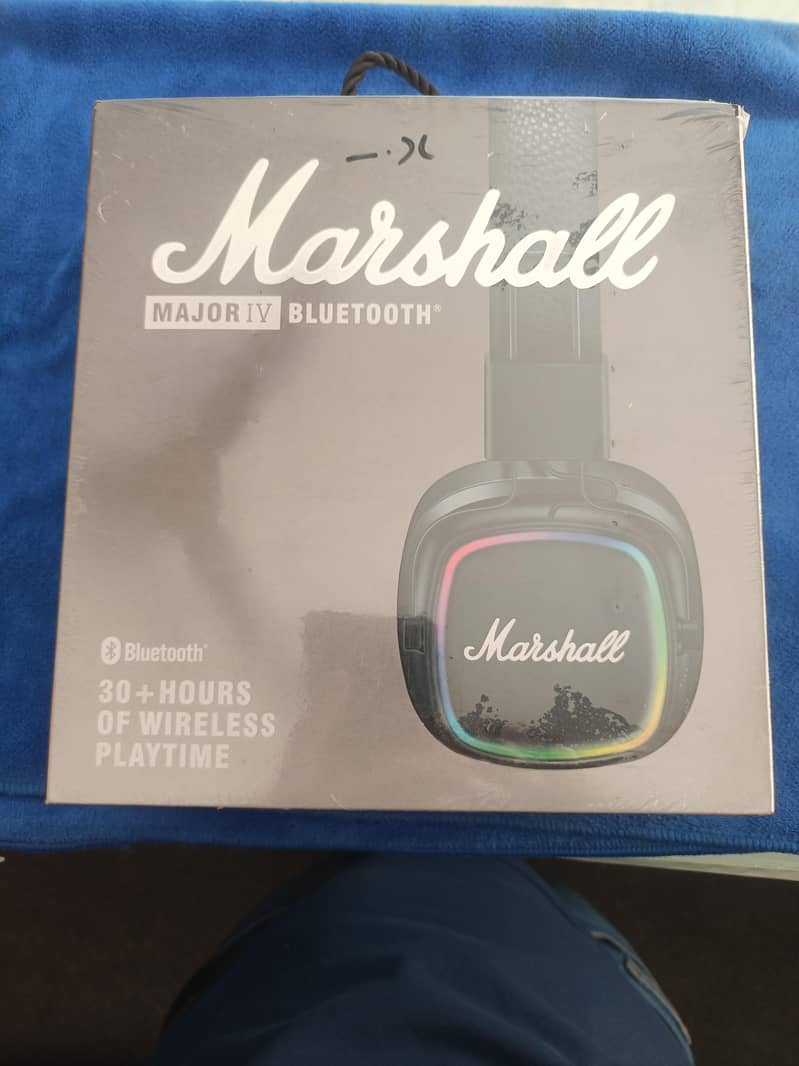 Marshall
MAJOR IV BLUETOOTH®
Marshall
Bluetooth®
30+HOURS
OF WIRELESS
PLAYTIME